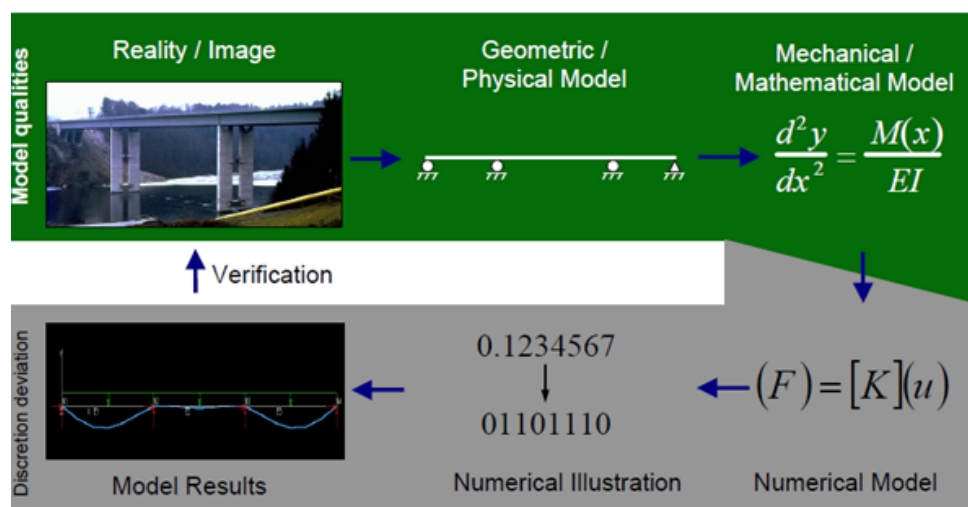 Model qualities
Reality / Image
Geometric /
Physical Model
Mechanical /
Mathematical Model
d²y/dx² = M(x)/EI
Verification
Discretion deviation
0.1234567
01101110
(F)=[K](u)
Model Results
Numerical Illustration
Numerical Model